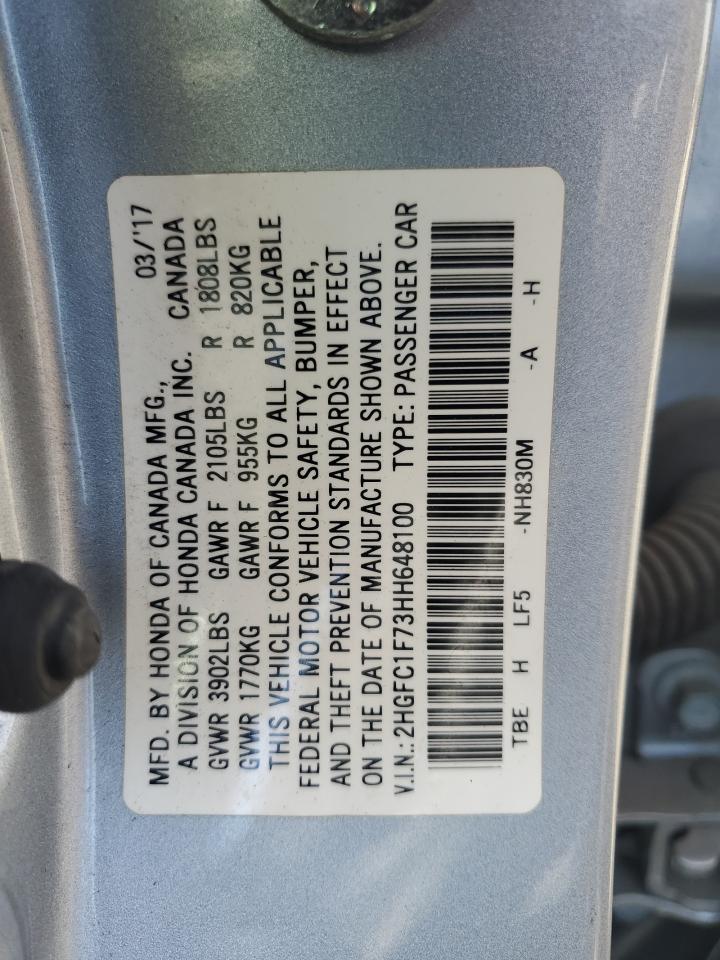 MFD. BY HONDA OF CANADA MFG., 03/'17
A DIVISION OF HONDA CANADA INC. CANADA
GVWR 3902LBS GAWR F 2105LBS R 1808LBS
GVWR 1770KG GAWR F 955KG R 820KG
THIS VEHICLE CONFORMS TO ALL APPLICABLE
FEDERAL MOTOR VEHICLE SAFETY, BUMPER,
AND THEFT PREVENTION STANDARDS IN EFFECT
ON THE DATE OF MANUFACTURE SHOWN ABOVE.
V.I.N.: 2HGFC1F73HH648100 TYPE: PASSENGER CAR
TBE H LF5 -NH830M -A -H